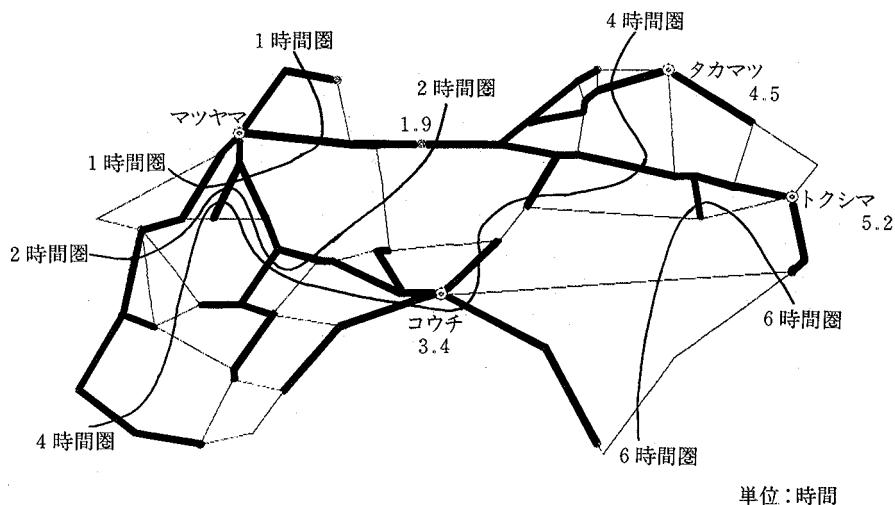 4時間圏
1時間圏
タカマツ
4.5
2時間圏
マツヤマ
1.9
1時間圏
トクシマ
5.2
2時間圏
コウチ
3.4
6時間圏
4時間圏
6時間圏
単位：時間